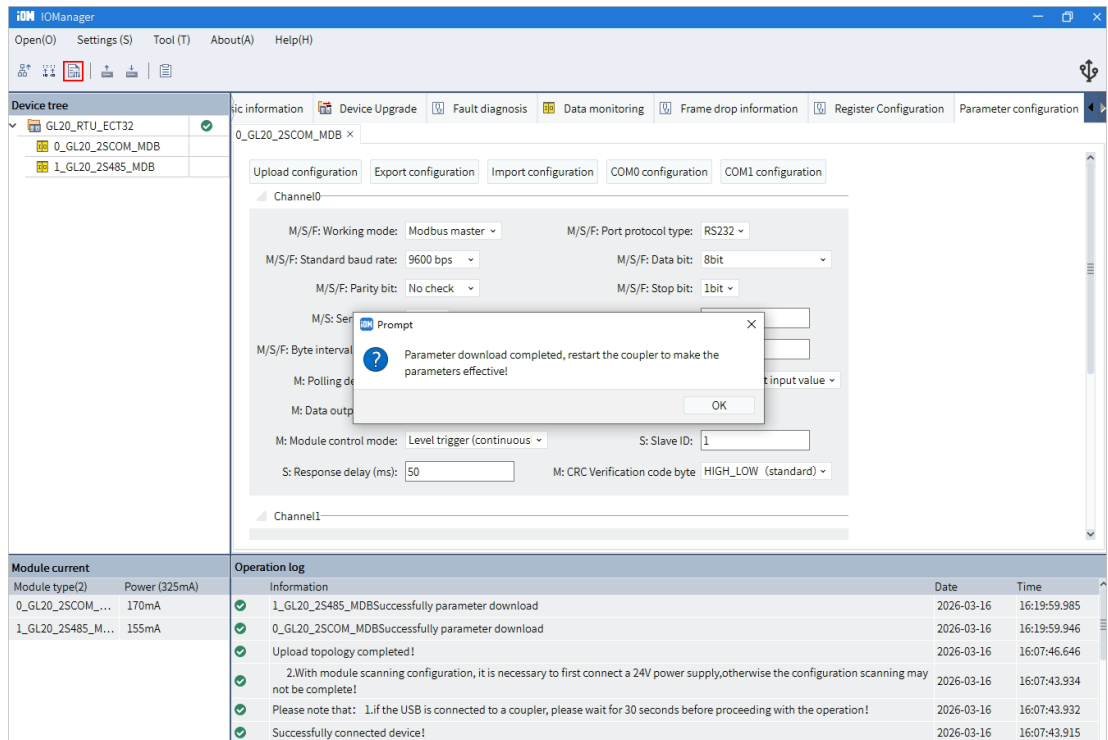 iOM IOManager
Open(O) Settings (S) Tool (T) About(A) Help(H)
Device tree
GL20_RTU_ECT32
0_GL20_2SCOM_MDB
1_GL20_2S485_MDB
sic information Device Upgrade Fault diagnosis Data monitoring Frame drop information Register Configuration Parameter configuration
0_GL20_2SCOM_MDB ×
Upload configuration Export configuration Import configuration COM0 configuration COM1 configuration
Channel0
M/S/F: Working mode: Modbus master M/S/F: Port protocol type: RS232
M/S/F: Standard baud rate: 9600 bps M/S/F: Data bit: 8bit
M/S/F: Parity bit: No check M/S/F: Stop bit: 1bit
M/S: Ser
M/S/F: Byte interval
M: Polling de t input value
M: Data outp
iOM Prompt
Parameter download completed, restart the coupler to make the
parameters effective!
OK
M: Module control mode: Level trigger (continuous S: Slave ID: 1
S: Response delay (ms): 50 M: CRC Verification code byte HIGH_LOW (standard)
Channel1
Module current
Module type(2) Power (325mA)
0_GL20_2SCOM_... 170mA
1_GL20_2S485_M... 155mA
Operation log
Information Date Time
1_GL20_2S485_MDBSuccessfully parameter download 2026-03-16 16:19:59.985
0_GL20_2SCOM_MDBSuccessfully parameter download 2026-03-16 16:19:59.946
Upload topology completed! 2026-03-16 16:07:46.646
2.With module scanning configuration, it is necessary to first connect a 24V power supply,otherwise the configuration scanning may
not be complete! 2026-03-16 16:07:43.934
Please note that: 1.if the USB is connected to a coupler, please wait for 30 seconds before proceeding with the operation! 2026-03-16 16:07:43.932
Successfully connected device! 2026-03-16 16:07:43.915